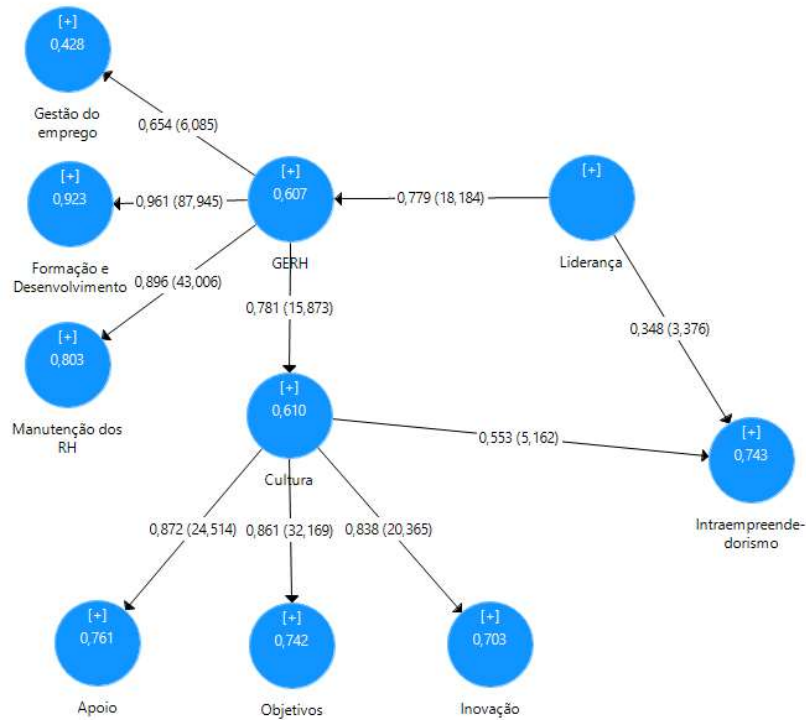 [+]
0,428
Gestão do
emprego
0,654 (6,085)
[+]
0,923
Formação e
Desenvolvimento
0,961 (87,945)
[+]
0,607
GERH
0,779 (18,184)
[+]
Liderança
0,896 (43,006)
[+]
0,803
Manutenção dos
RH
0,781 (15,873)
0,348 (3,376)
[+]
0,610
Cultura
0,553 (5,162)
[+]
0,743
Intraempreende-
dorismo
0,872 (24,514)
0,861 (32,169)
0,838 (20,365)
[+]
0,761
Apoio
[+]
0,742
Objetivos
[+]
0,703
Inovação